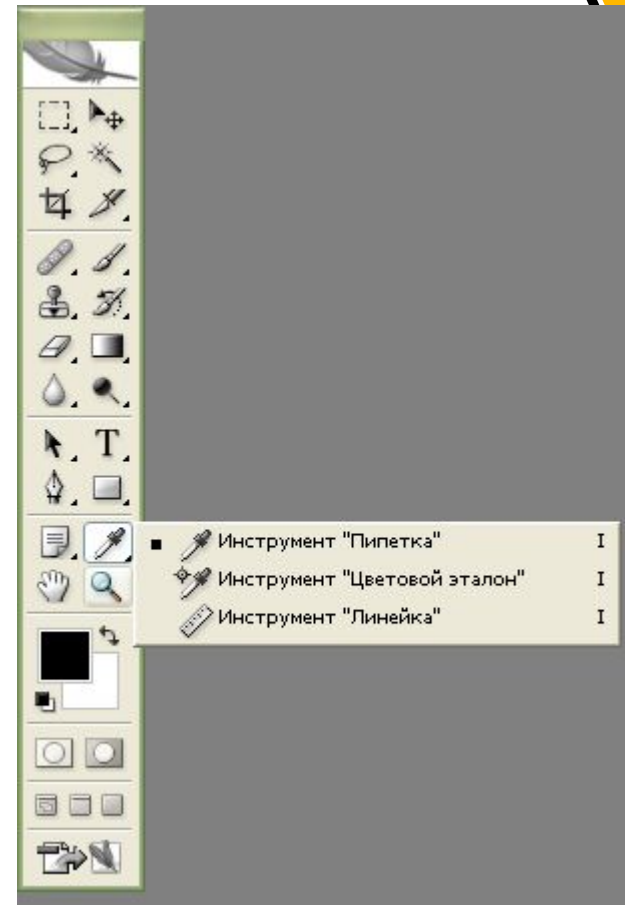 T
Инструмент "Пипетка" I
Инструмент "Цветовой эталон" I
Инструмент "Линейка" I